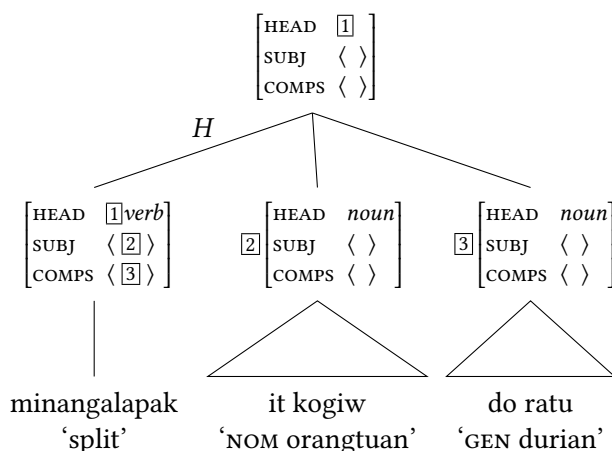 HEAD 1
SUBJ ⟨ ⟩
COMPS ⟨ ⟩
H
HEAD 1 verb
SUBJ ⟨ 2 ⟩
COMPS ⟨ 3 ⟩
2
HEAD noun
SUBJ ⟨ ⟩
COMPS ⟨ ⟩
3
HEAD noun
SUBJ ⟨ ⟩
COMPS ⟨ ⟩
minangalapak
‘split’
it kogiw
‘NOM orangtuan’
do ratu
‘GEN durian’